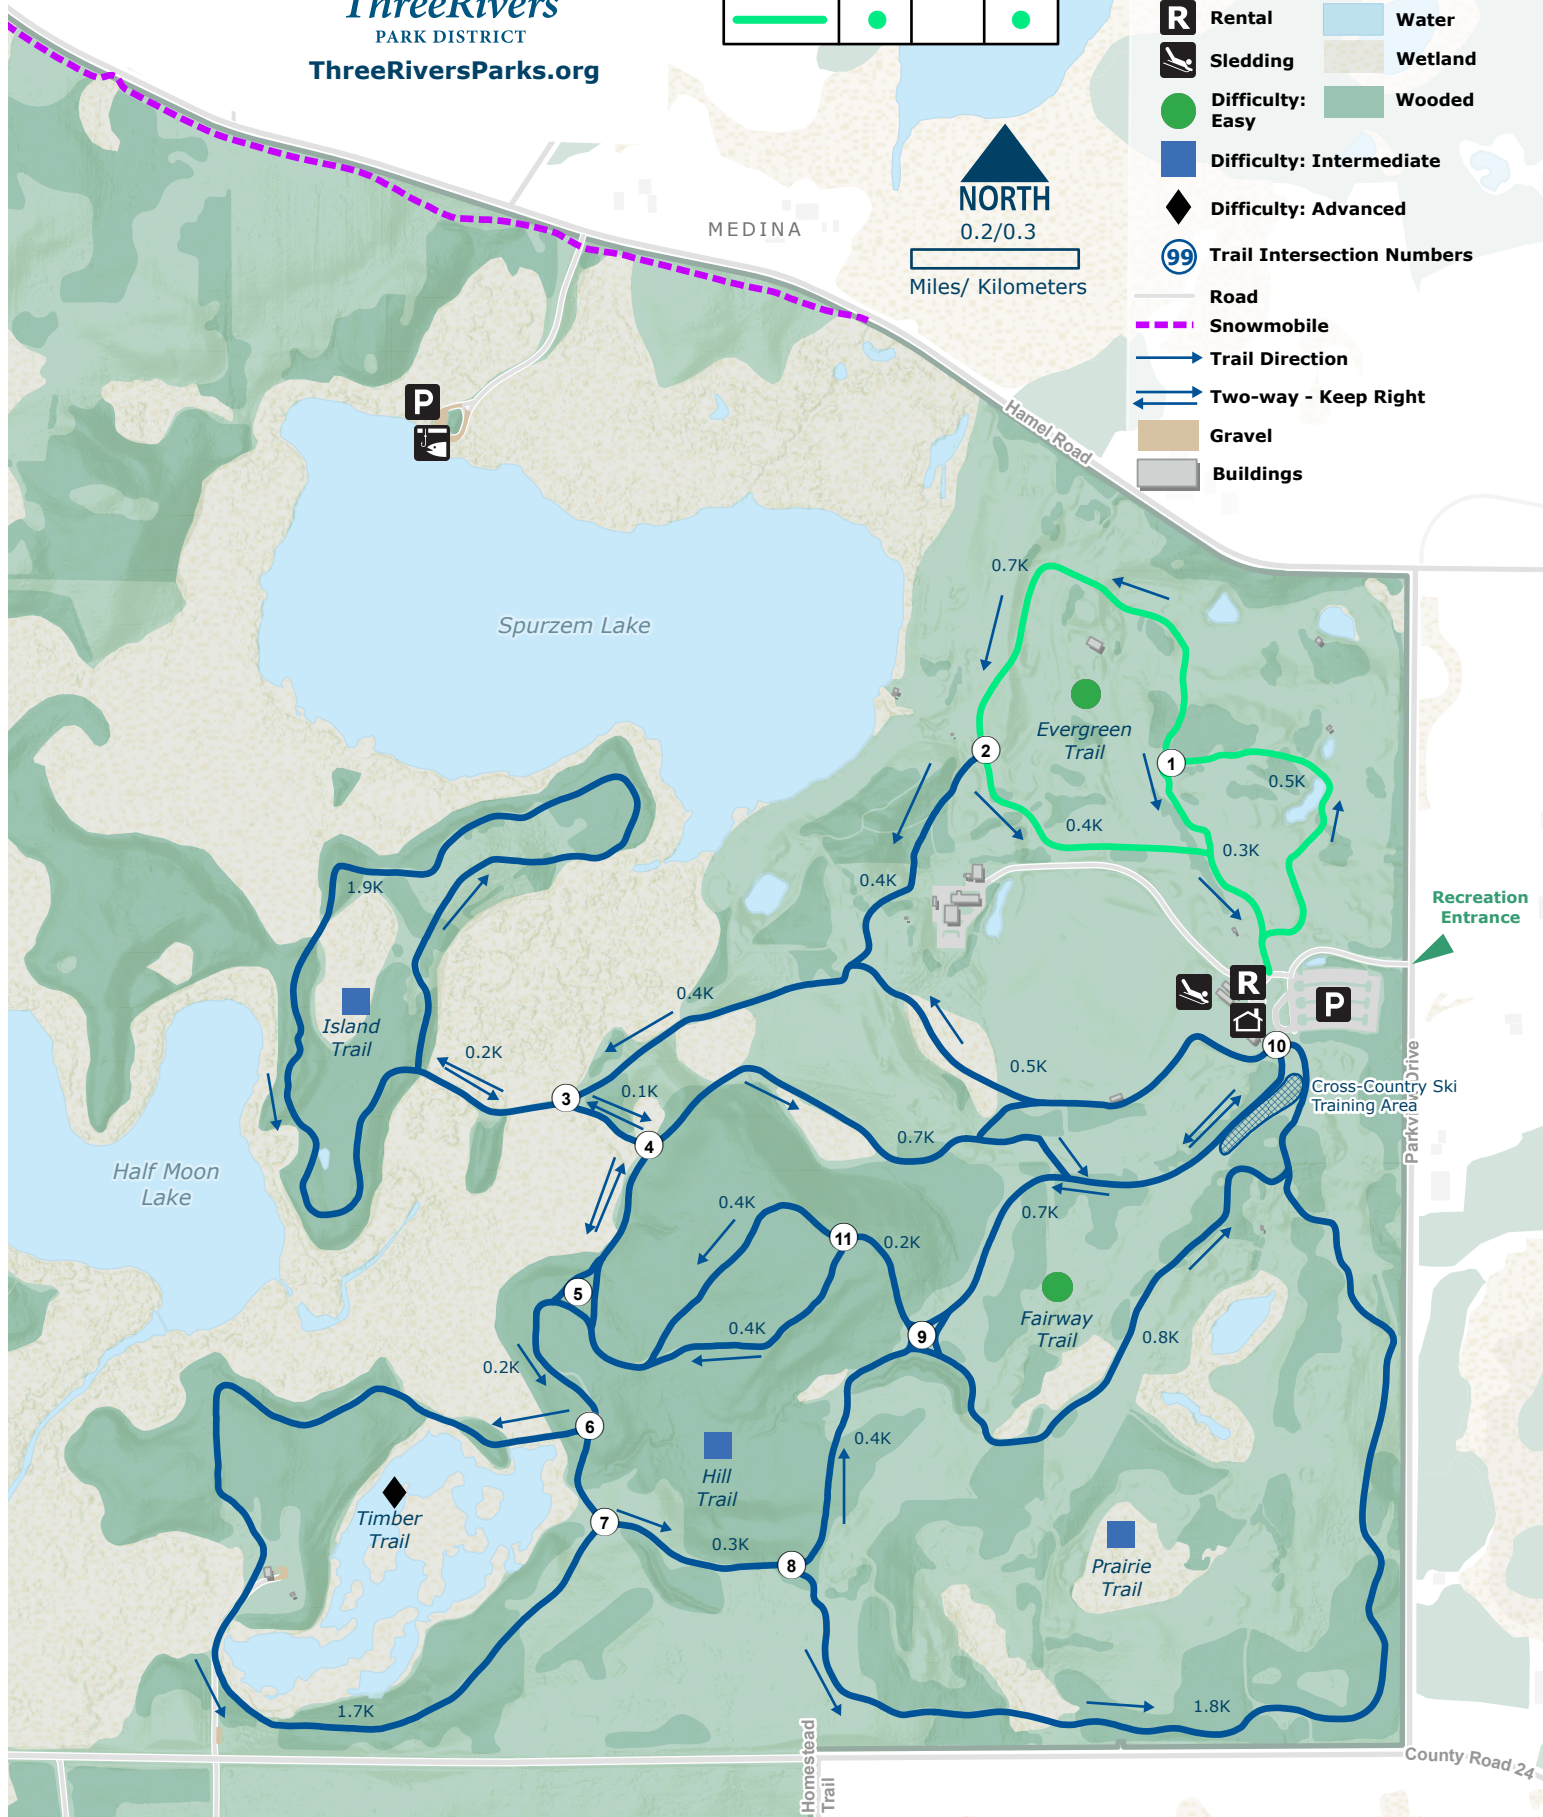 ThreeRivers
PARK DISTRICT
ThreeRiversParks.org
R
Rental
Water
Sledding
Wetland
Difficulty:
Easy
Wooded
Difficulty: Intermediate
Difficulty: Advanced
99
Trail Intersection Numbers
Road
Snowmobile
Trail Direction
Two-way - Keep Right
Gravel
Buildings
NORTH
0.2/0.3
Miles/ Kilometers
MEDINA
P
Hamel Road
0.7K
Spurzem Lake
Evergreen
Trail
2
1
0.5K
0.4K
0.3K
0.4K
1.9K
Recreation
Entrance
R
P
0.4K
Island
Trail
0.2K
10
0.5K
Parkview Drive
Cross-Country Ski
Training Area
3
0.1K
4
0.7K
Half Moon
Lake
0.4K
0.7K
11
0.2K
5
Fairway
Trail
0.4K
9
0.8K
0.2K
6
0.4K
Hill
Trail
Timber
Trail
7
0.3K
8
Prairie
Trail
1.7K
1.8K
Homestead
Trail
County Road 24